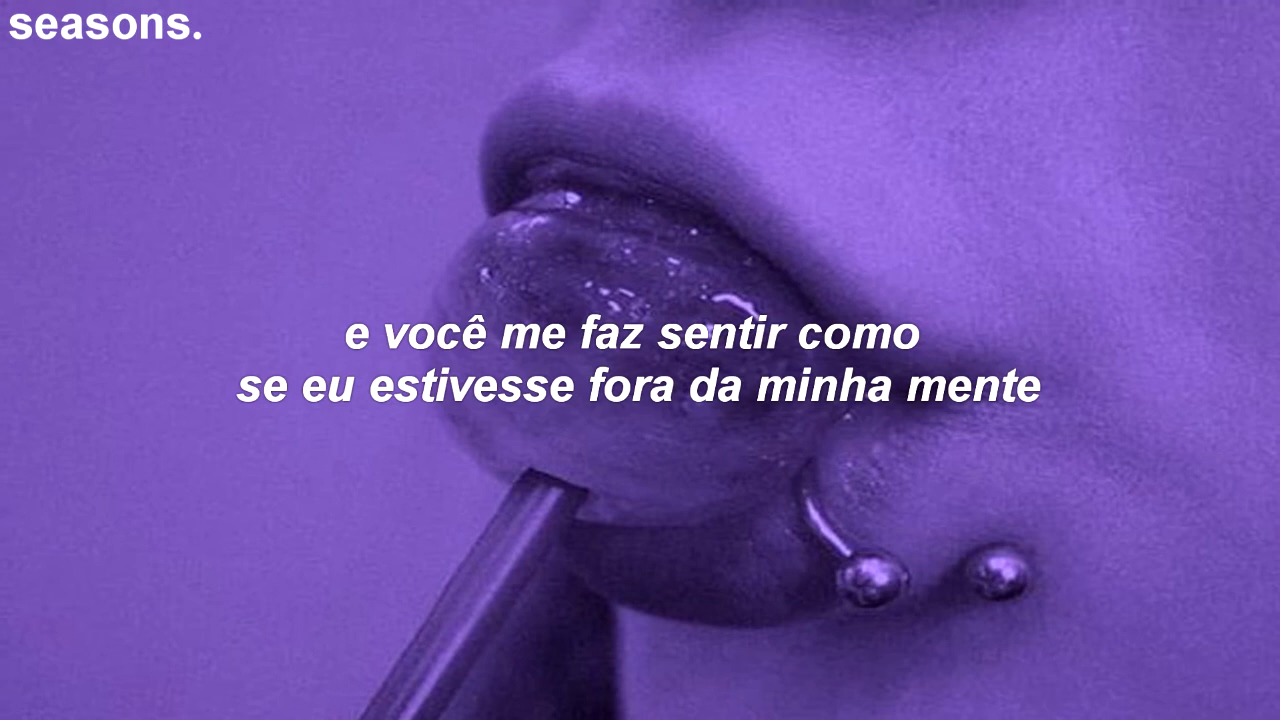 seasons.
e você me faz sentir como
se eu estivesse fora da minha mente